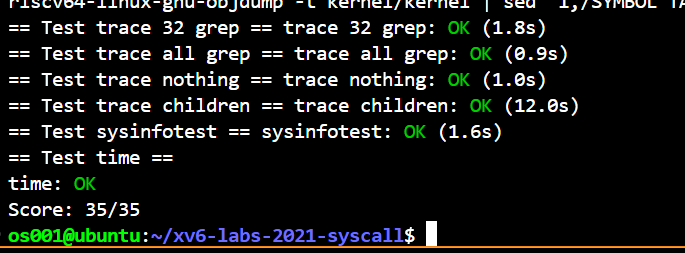 riscv64-linux-gnu-objdump -t kernel/kernel | sed '1,/SYMBOL TA
== Test trace 32 grep == trace 32 grep: OK (1.8s)
== Test trace all grep == trace all grep: OK (0.9s)
== Test trace nothing == trace nothing: OK (1.0s)
== Test trace children == trace children: OK (12.0s)
== Test sysinfotest == sysinfotest: OK (1.6s)
== Test time ==
time: OK
Score: 35/35
os001@ubuntu:~/xv6-labs-2021-syscall$